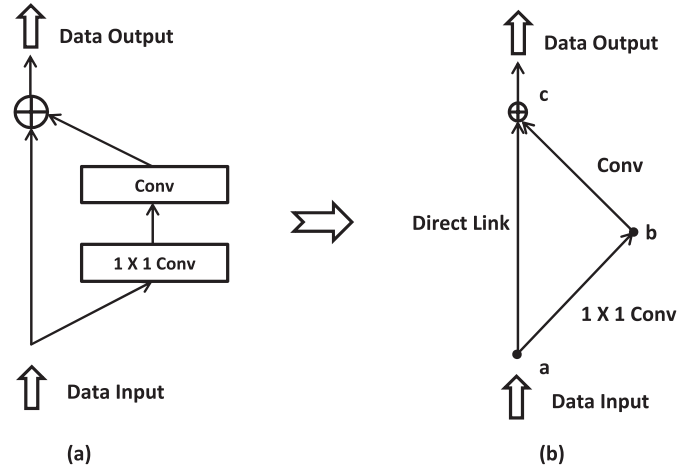 Data Output
Conv
1 X 1 Conv
Data Input
(a)
Data Output
c
Conv
Direct Link
b
1 X 1 Conv
a
Data Input
(b)